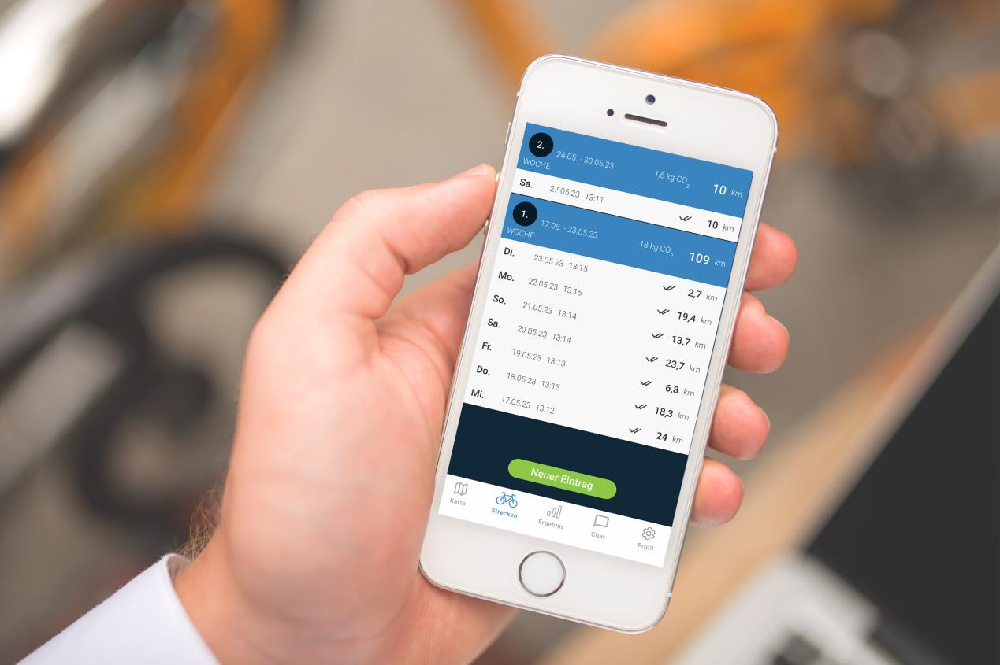 2. 24.05. - 30.05.23 1,6 kg CO2 10 km
WOCHE
Sa. 27.05.23 13:11 10 km
1. 17.05. - 23.05.23 18 kg CO2 109 km
WOCHE
Di. 23.05.23 13:15 2,7 km
Mo. 22.05.23 13:15 19,4 km
So. 21.05.23 13:14 13,7 km
Sa. 20.05.23 13:14 23,7 km
Fr. 19.05.23 13:13 6,8 km
Do. 18.05.23 13:13 18,3 km
Mi. 17.05.23 13:12 24 km
Neuer Eintrag
Karte Strecken Ergebnis Chat Profil